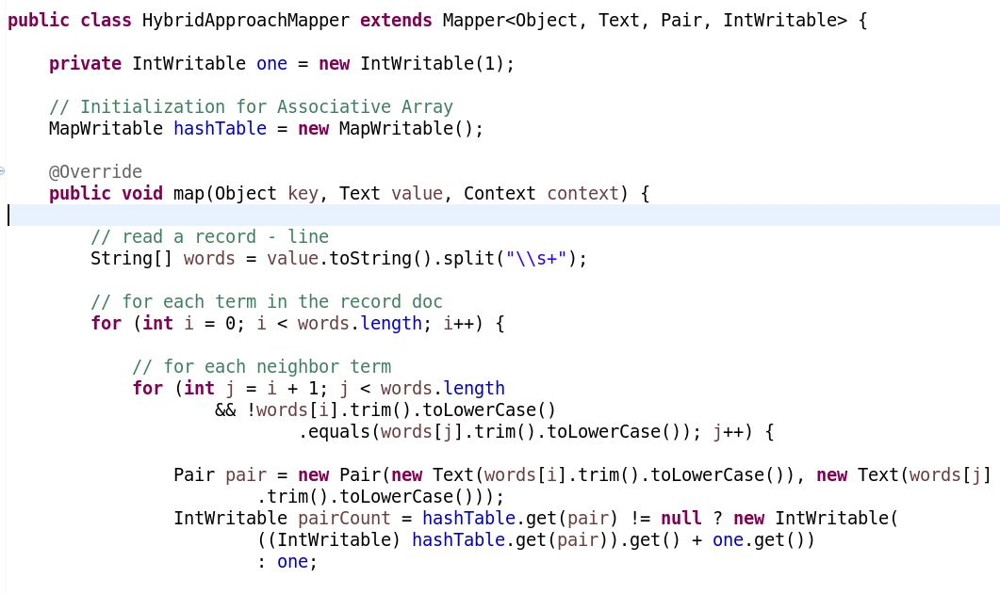 public class HybridApproachMapper extends Mapper<Object, Text, Pair, IntWritable> {
    private IntWritable one = new IntWritable(1);
    // Initialization for Associative Array
    MapWritable hashTable = new MapWritable();
    @Override
    public void map(Object key, Text value, Context context) {
        // read a record - line
        String[] words = value.toString().split("\\s+");
        // for each term in the record doc
        for (int i = 0; i < words.length; i++) {
            // for each neighbor term
            for (int j = i + 1; j < words.length
                    && !words[i].trim().toLowerCase()
                            .equals(words[j].trim().toLowerCase()); j++) {
                Pair pair = new Pair(new Text(words[i].trim().toLowerCase()), new Text(words[j]
                        .trim().toLowerCase()));
                IntWritable pairCount = hashTable.get(pair) != null ? new IntWritable(
                        ((IntWritable) hashTable.get(pair)).get() + one.get())
                        : one;